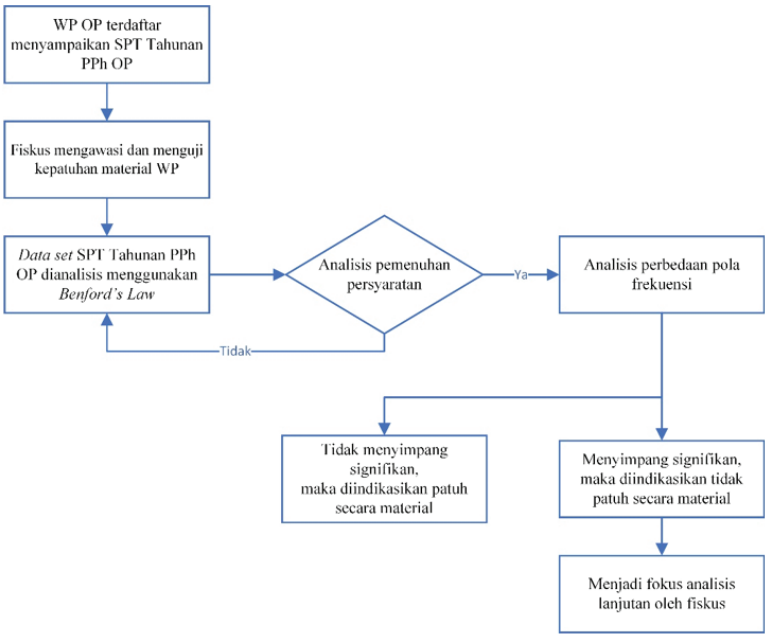 WP OP terdaftar
menyampaikan SPT Tahunan
PPh OP
Fiskus mengawasi dan menguji
kepatuhan material WP
Data set SPT Tahunan PPh
OP dianalisis menggunakan
Benford's Law
Analisis pemenuhan
persyaratan
Ya
Analisis perbedaan pola
frekuensi
Tidak
Tidak menyimpang
signifikan,
maka diindikasikan patuh
secara material
Menyimpang signifikan,
maka diindikasikan tidak
patuh secara material
Menjadi fokus analisis
lanjutan oleh fiskus